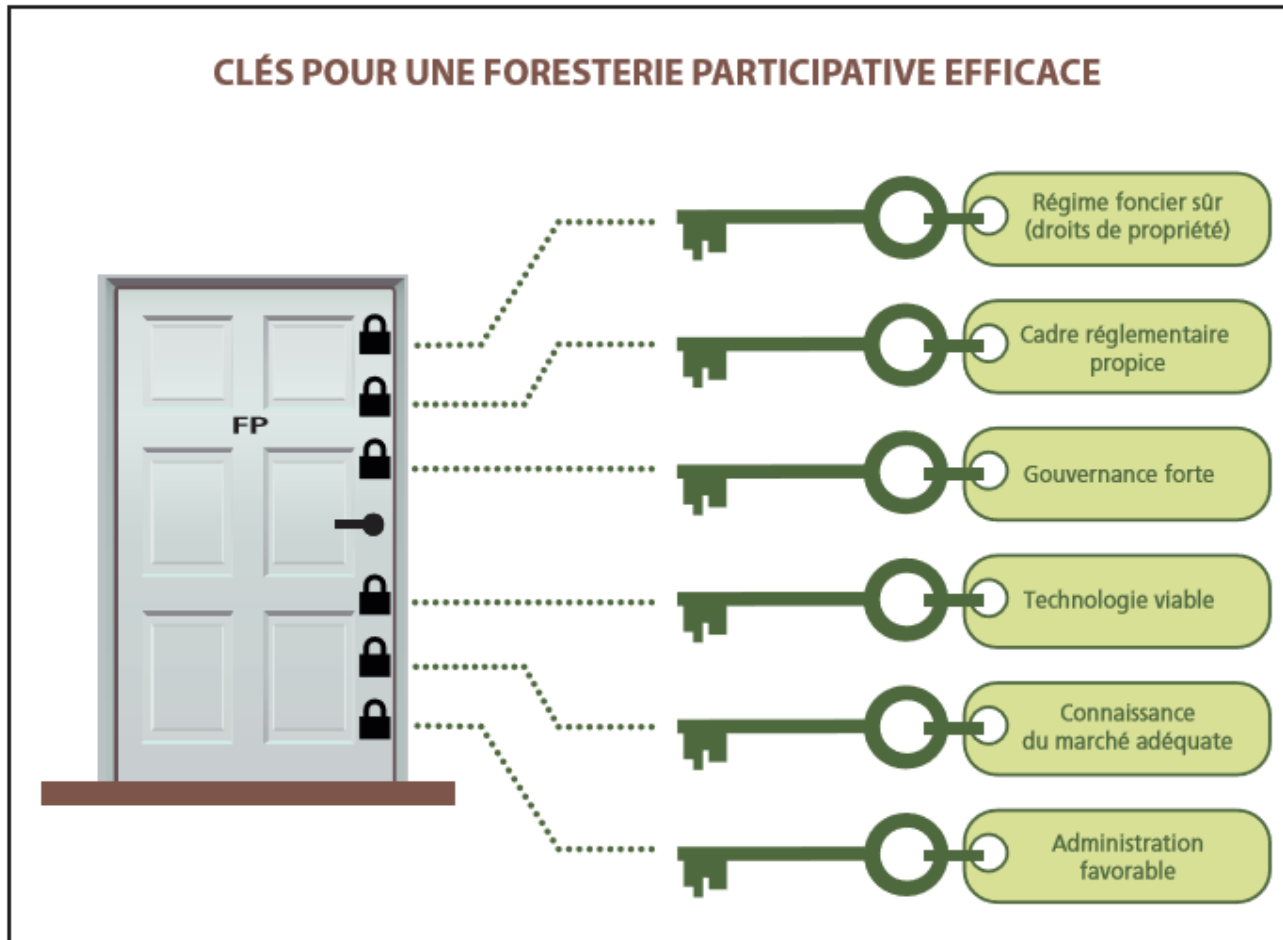 CLÉS POUR UNE FORESTERIE PARTICIPATIVE EFFICACE
FP
Régime foncier sûr
(droits de propriété)
Cadre réglementaire
propice
Gouvernance forte
Technologie viable
Connaissance
du marché adéquate
Administration
favorable